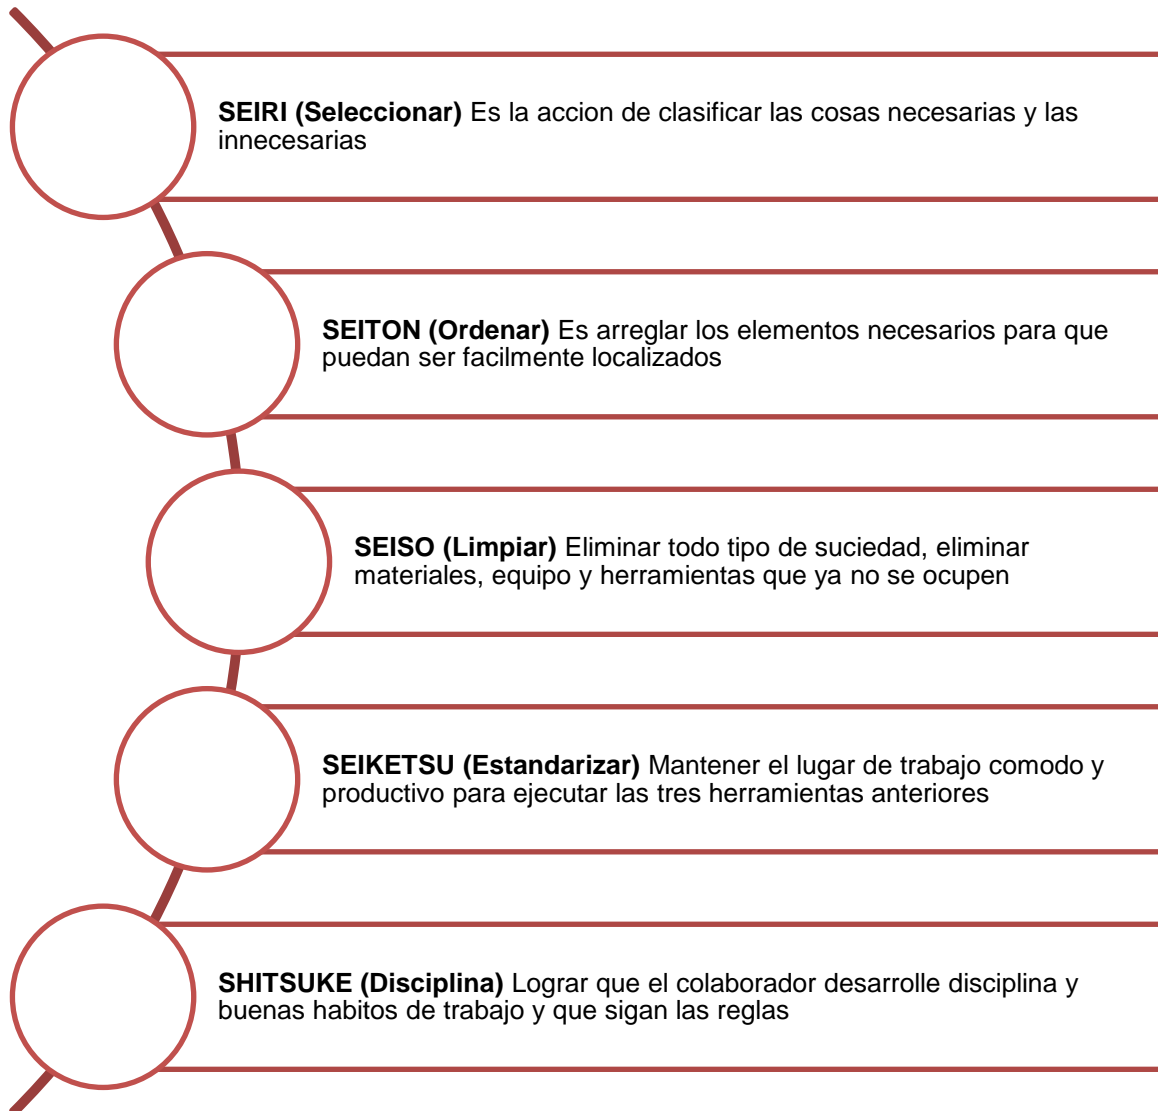 SEIRI (Seleccionar) Es la accion de clasificar las cosas necesarias y las
innecesarias
SEITON (Ordenar) Es arreglar los elementos necesarios para que
puedan ser facilmente localizados
SEISO (Limpiar) Eliminar todo tipo de suciedad, eliminar
materiales, equipo y herramientas que ya no se ocupen
SEIKETSU (Estandarizar) Mantener el lugar de trabajo comodo y
productivo para ejecutar las tres herramientas anteriores
SHITSUKE (Disciplina) Lograr que el colaborador desarrolle disciplina y
buenas habitos de trabajo y que sigan las reglas